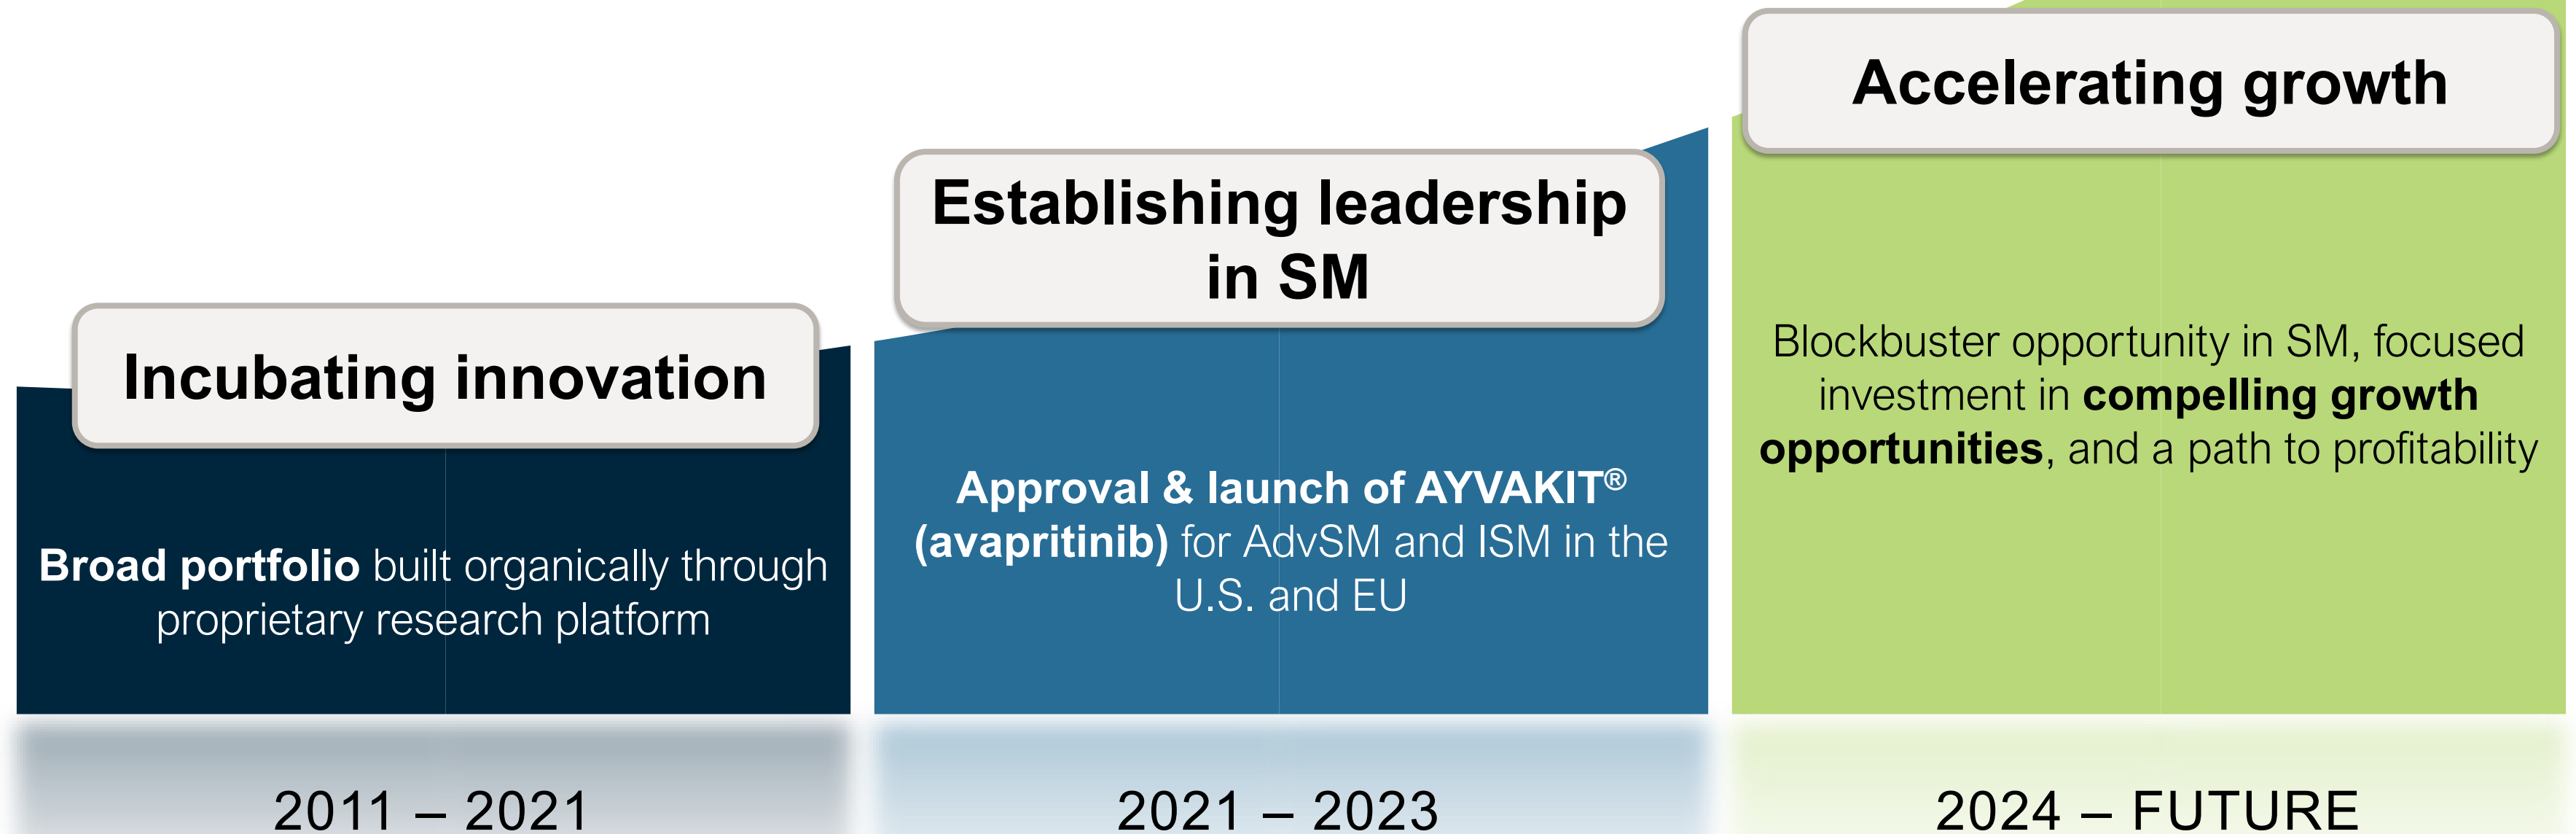 Incubating innovation
Broad portfolio built organically through
proprietary research platform
2011 – 2021
Establishing leadership
in SM
Approval & launch of AYVAKIT®
(avapritinib) for AdvSM and ISM in the
U.S. and EU
2021 – 2023
Accelerating growth
Blockbuster opportunity in SM, focused
investment in compelling growth
opportunities, and a path to profitability
2024 – FUTURE